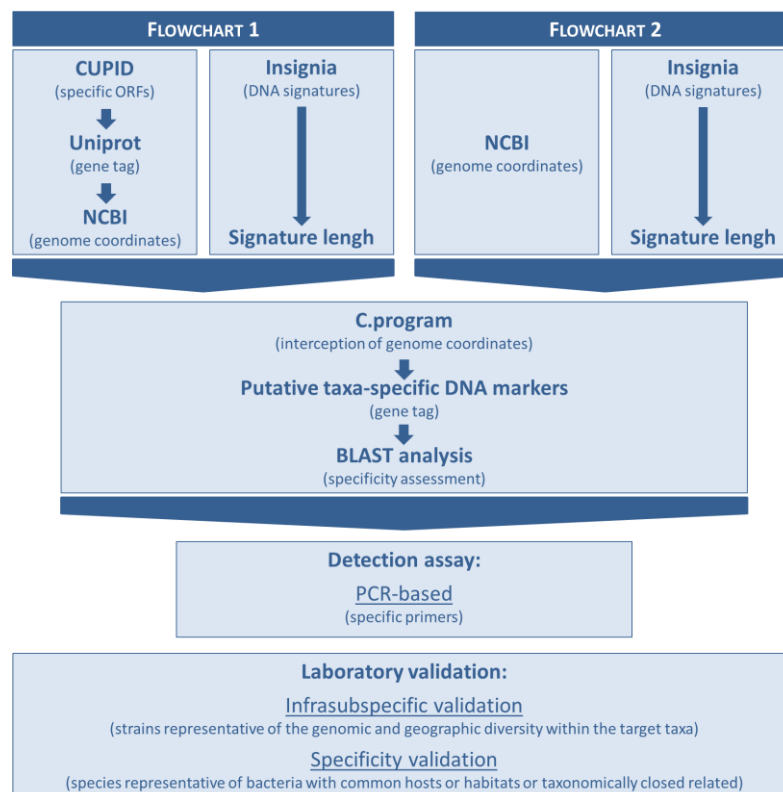 FLOWCHART 1
CUPID
(specific ORFs)
Uniprot
(gene tag)
NCBI
(genome coordinates)
Insignia
(DNA signatures)
Signature lengh
FLOWCHART 2
NCBI
(genome coordinates)
Insignia
(DNA signatures)
Signature lengh
C.program
(interception of genome coordinates)
Putative taxa-specific DNA markers
(gene tag)
BLAST analysis
(specificity assessment)
Detection assay:
PCR-based
(specific primers)
Laboratory validation:
Infrasubspecific validation
(strains representative of the genomic and geographic diversity within the target taxa)
Specificity validation
(species representative of bacteria with common hosts or habitats or taxonomically closed related)